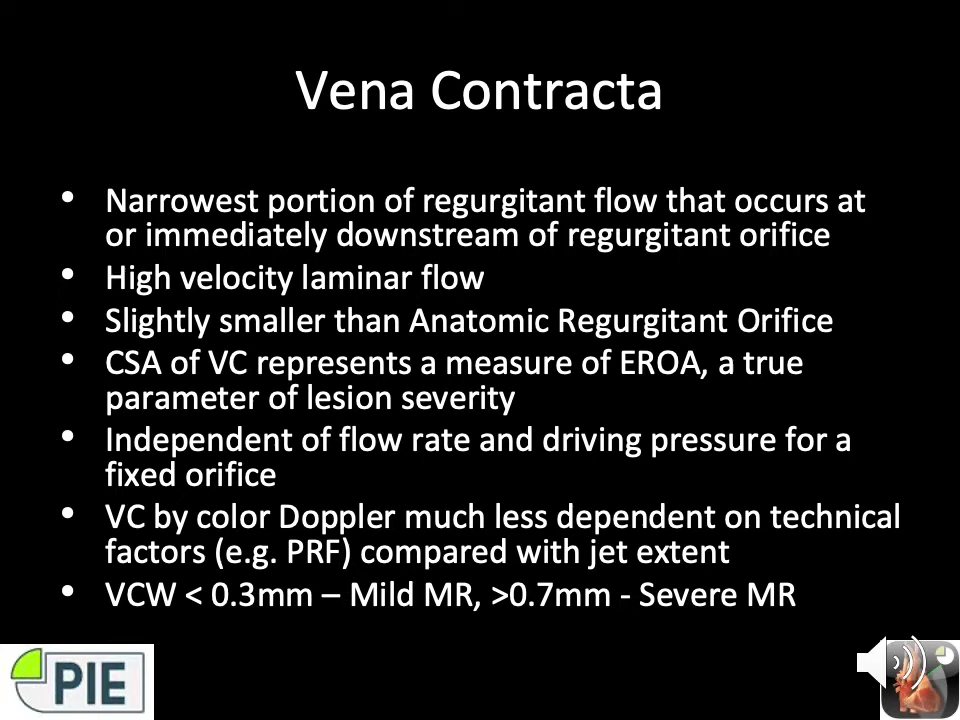 Vena Contracta
• Narrowest portion of regurgitant flow that occurs at
or immediately downstream of regurgitant orifice
• High velocity laminar flow
• Slightly smaller than Anatomic Regurgitant Orifice
• CSA of VC represents a measure of EROA, a true
parameter of lesion severity
• Independent of flow rate and driving pressure for a
fixed orifice
• VC by color Doppler much less dependent on technical
factors (e.g. PRF) compared with jet extent
• VCW < 0.3mm – Mild MR, >0.7mm - Severe MR
PIE